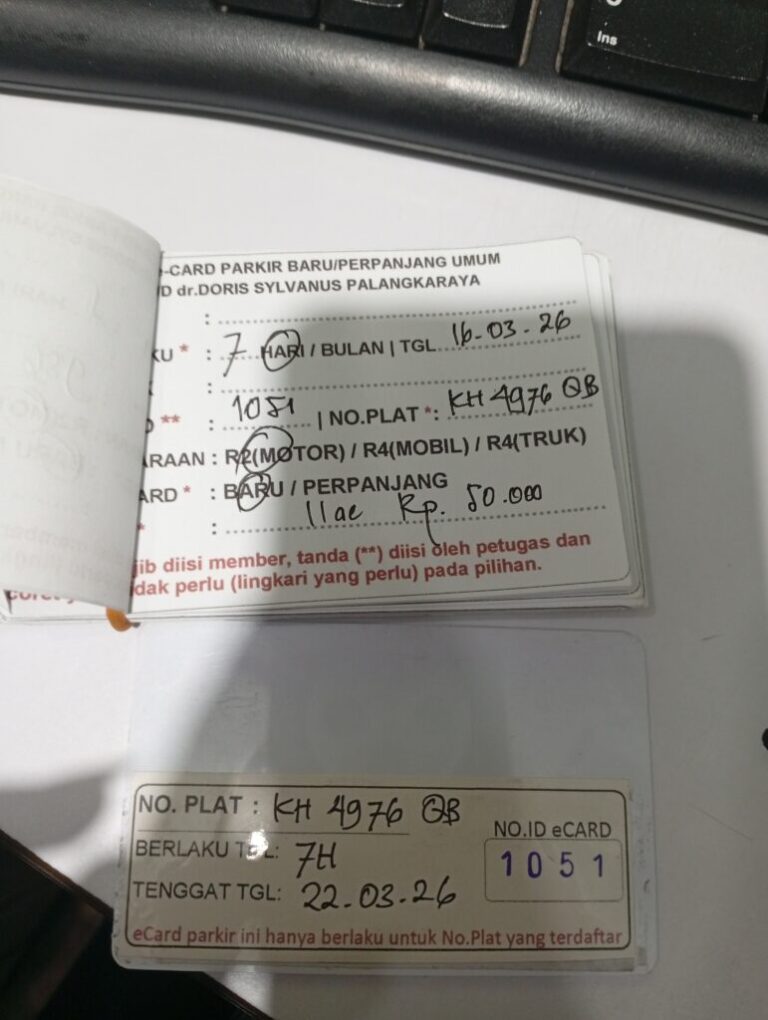 Ins
-CARD PARKIR BARU/PERPANJANG UMUM
D dr.DORIS SYLVANUS PALANGKARAYA
:
KU * : 7 HARI / BULAN | TGL 16-03-26
:
** : 1051 | NO.PLAT *: KH 4976 QB
RAAN : R2(MOTOR) / R4(MOBIL) / R4(TRUK)
ARD * : BARU / PERPANJANG
* : Rp. 50.000
jib diisi member, tanda (**) diisi oleh petugas dan
dak perlu (lingkari yang perlu) pada pilihan.
NO. PLAT : KH 4976 QB
NO.ID eCARD
BERLAKU TGL: 7H
1051
TENGGAT TGL: 22-03-26
eCard parkir ini hanya berlaku untuk No.Plat yang terdaftar